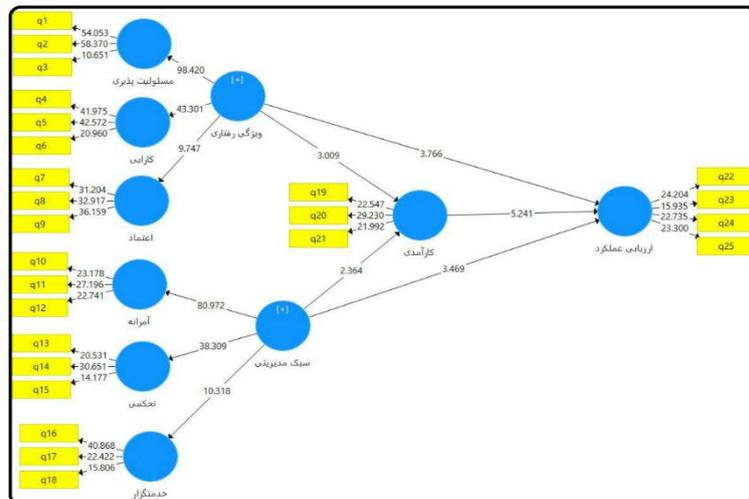 q1
q2
q3
54.053
58.370
10.651
مسئولیت پذیری
98.420
q4
q5
q6
41.975
42.572
20.960
کارایی
43.301
[+]
ویژگی رفتاری
9.747
q7
q8
q9
31.204
32.917
36.159
اعتماد
3.009
3.766
q19
q20
q21
22.547
29.230
21.992
کارآمدی
5.241
q22
q23
q24
q25
24.204
15.935
22.735
23.300
ارزیابی عملکرد
q10
q11
q12
23.178
27.196
22.741
آمرانه
80.972
2.364
3.469
[+]
سبک مدیریتی
q13
q14
q15
20.531
30.651
14.177
تحکمی
38.309
10.318
q16
q17
q18
40.868
22.422
15.806
خدمتگزار